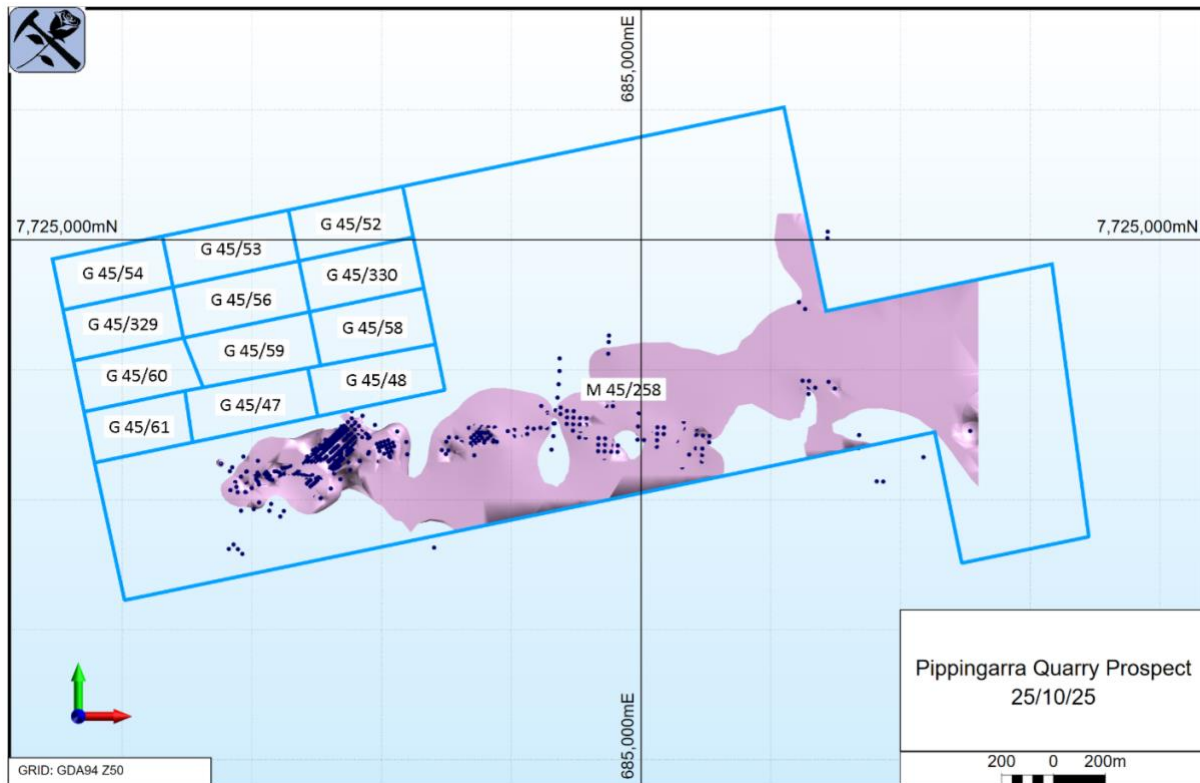 685,000mE
7,725,000mN
7,725,000mN
G 45/52
G 45/53
G 45/54
G 45/330
G 45/56
G 45/329
G 45/58
G 45/59
G 45/60
G 45/48
M 45/258
G 45/47
G 45/61
685,000mE
Pippingarra Quarry Prospect
25/10/25
GRID: GDA94 Z50
200 0 200m